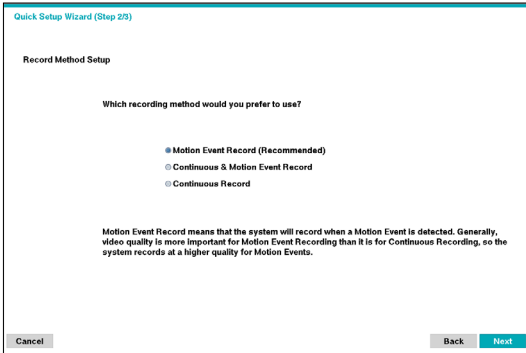 Quick Setup Wizard (Step 2/3)
Record Method Setup
Which recording method would you prefer to use?
Motion Event Record (Recommended)
Continuous & Motion Event Record
Continuous Record
Motion Event Record means that the system will record when a Motion Event is detected. Generally,
video quality is more important for Motion Event Recording than it is for Continuous Recording, so the
system records at a higher quality for Motion Events.
Cancel
Back
Next